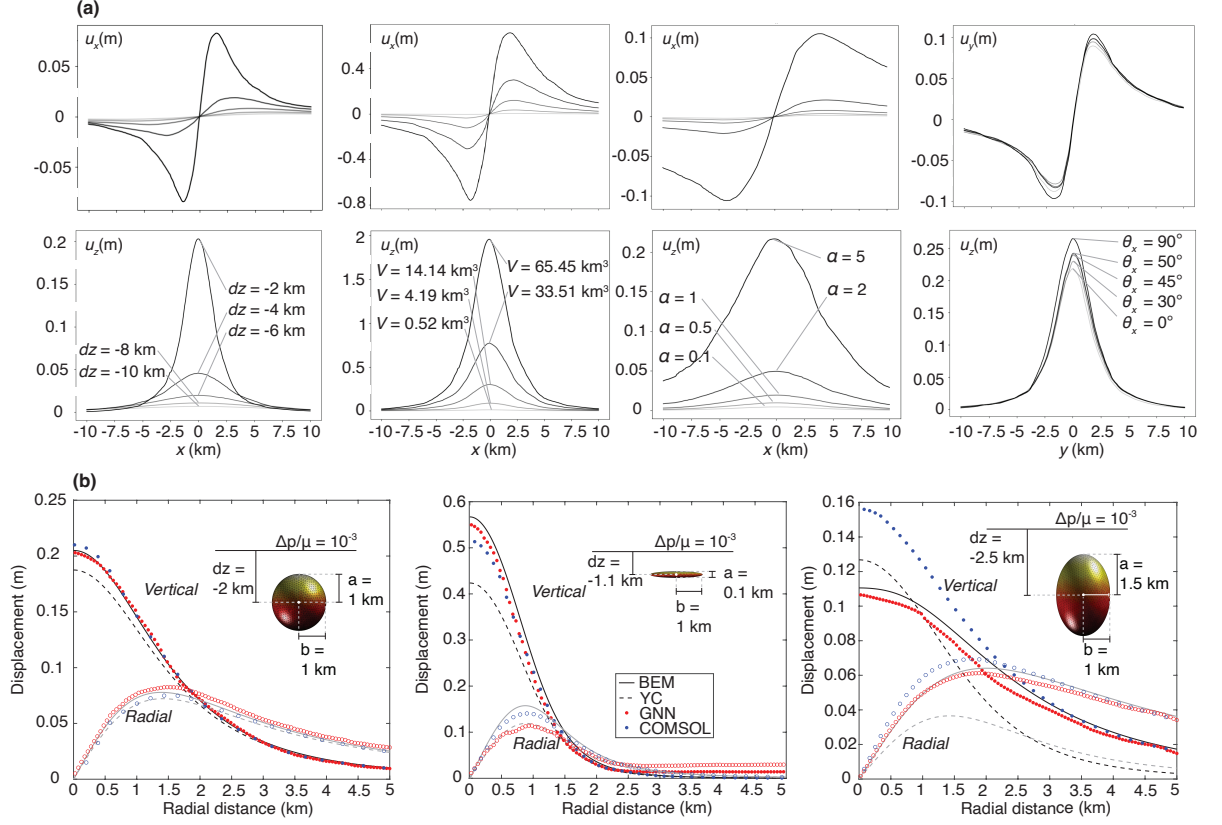 (a)
u_x(m)
0.05
0
-0.05
u_x(m)
0.4
0
-0.4
-0.8
u_x(m)
0.1
0.05
0
-0.05
-0.1
u_y(m)
0.1
0.05
0
-0.05
-0.1
u_z(m)
0.2
0.15
0.1
0.05
0
dz = -2 km
dz = -4 km
dz = -6 km
dz = -8 km
dz = -10 km
-10 -7.5 -5 -2.5 0 2.5 5 7.5 10
x (km)
u_z(m)
2
1.5
1
0.5
0
V = 14.14 km³
V = 4.19 km³
V = 0.52 km³
V = 65.45 km³
V = 33.51 km³
-10 -7.5 -5 -2.5 0 2.5 5 7.5 10
x (km)
u_z(m)
0.2
0.15
0.1
0.05
0
a = 5
a = 2
a = 1
a = 0.5
a = 0.1
-10 -7.5 -5 -2.5 0 2.5 5 7.5 10
x (km)
u_z(m)
0.25
0.2
0.15
0.1
0.05
0
θ_x = 90°
θ_x = 50°
θ_x = 45°
θ_x = 30°
θ_x = 0°
-10 -7.5 -5 -2.5 0 2.5 5 7.5 10
y (km)
(b)
0.25
0.2
0.15
0.1
0.05
0
Displacement (m)
Δp/μ = 10⁻³
dz =
-2 km
a =
1 km
b =
1 km
Vertical
Radial
0 0.5 1 1.5 2 2.5 3 3.5 4 4.5 5
Radial distance (km)
0.6
0.5
0.4
0.3
0.2
0.1
0
Displacement (m)
Δp/μ = 10⁻³
dz =
-1.1 km
a =
0.1 km
b =
1 km
Vertical
Radial
BEM
YC
GNN
COMSOL
0 0.5 1 1.5 2 2.5 3 3.5 4 4.5 5
Radial distance (km)
0.16
0.14
0.12
0.1
0.08
0.06
0.04
0.02
0
Displacement (m)
Δp/μ = 10⁻³
dz =
-2.5 km
a =
1.5 km
b =
1 km
Vertical
Radial
0 0.5 1 1.5 2 2.5 3 3.5 4 4.5 5
Radial distance (km)